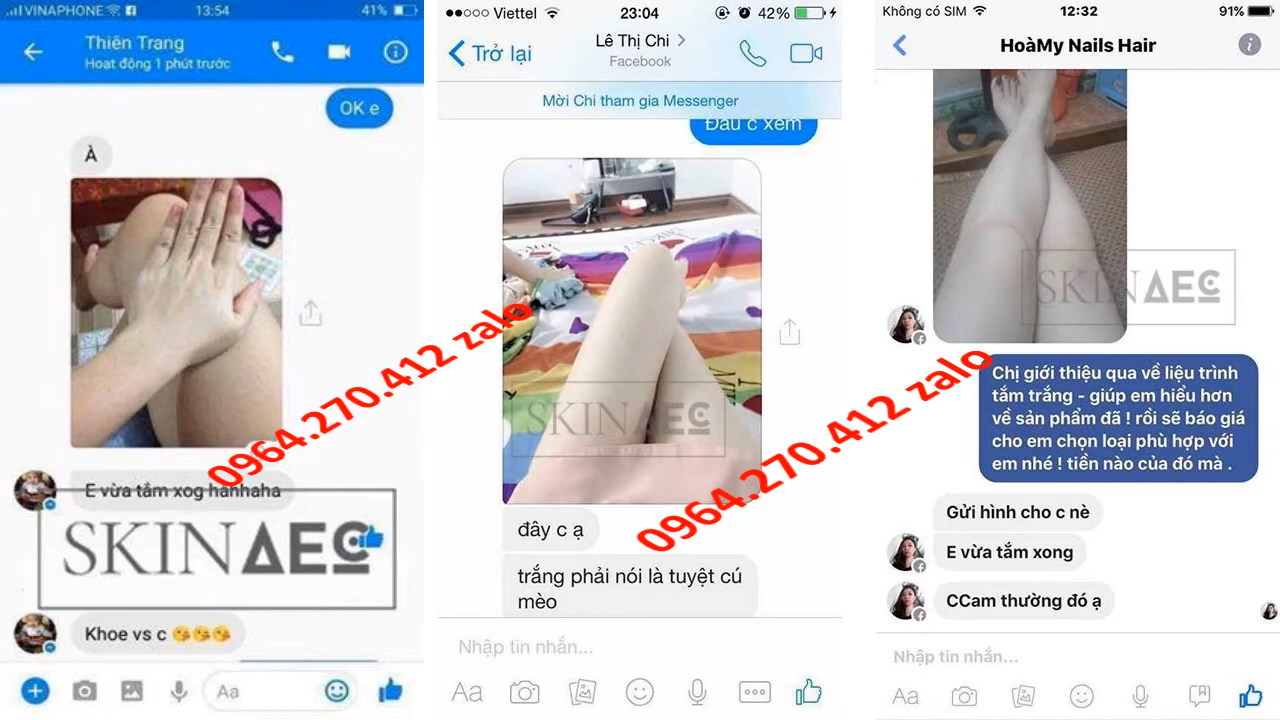 VINAPHONE
13:54
41%
Thiên Trang
Hoạt động 1 phút trước
OK e
À
E vừa tắm xog hahhaha
SKINAEC
Khoe vs c 😘😘😘
Aa
Viettel
23:04
42%
Trở lại
Lê Thị Chi
Facebook
Mời Chi tham gia Messenger
Đâu c xem
SKINAEC
đây c ạ
trắng phải nói là tuyệt cú
mèo
Nhập tin nhắn...
Aa
0964.270.412 zalo
Không có SIM
12:32
91%
HoàMy Nails Hair
SKINAEC
Chị giới thiệu qua về liệu trình
tắm trắng - giúp em hiểu hơn
về sản phẩm đã ! rồi sẽ báo giá
cho em chọn loại phù hợp với
em nhé ! tiền nào của đó mà .
Gửi hình cho c nè
E vừa tắm xong
CCam thường đó ạ
Nhập tin nhắn...
Aa
0964.270.412 zalo